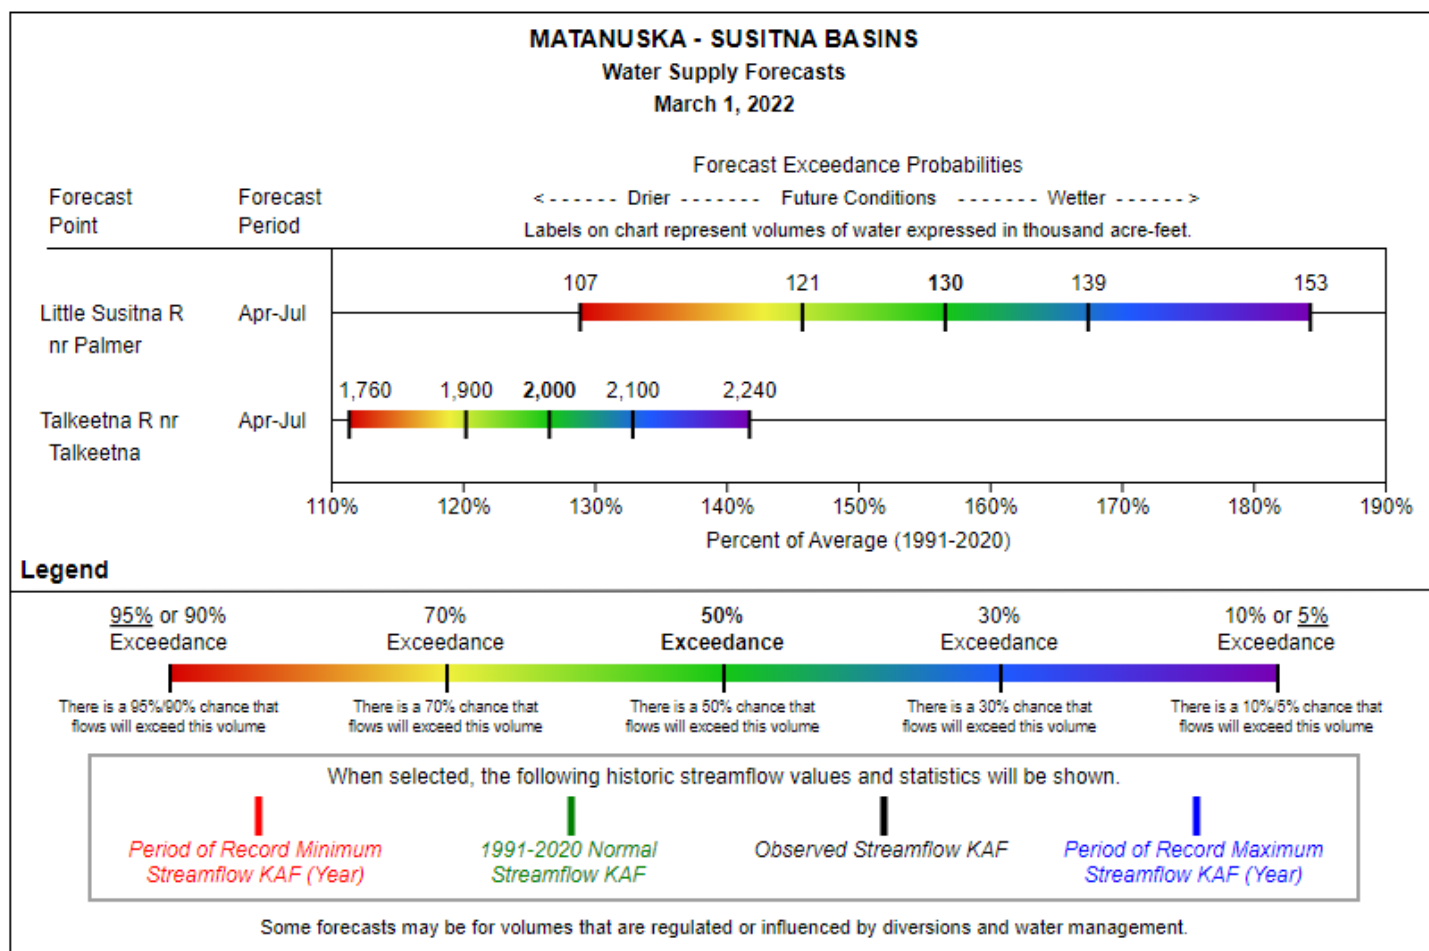 MATANUSKA - SUSITNA BASINS
Water Supply Forecasts
March 1, 2022
Forecast Exceedance Probabilities
Forecast Point
Forecast Period
<------ Drier ------- Future Conditions ------- Wetter ------>
Labels on chart represent volumes of water expressed in thousand acre-feet.
107 121 130 139 153
Little Susitna R
nr Palmer
Apr-Jul
1,760 1,900 2,000 2,100 2,240
Talkeetna R nr
Talkeetna
Apr-Jul
110% 120% 130% 140% 150% 160% 170% 180% 190%
Percent of Average (1991-2020)
Legend
95% or 90%
Exceedance
70%
Exceedance
50%
Exceedance
30%
Exceedance
10% or 5%
Exceedance
There is a 95%/90% chance that
flows will exceed this volume
There is a 70% chance that
flows will exceed this volume
There is a 50% chance that
flows will exceed this volume
There is a 30% chance that
flows will exceed this volume
There is a 10%/5% chance that
flows will exceed this volume
When selected, the following historic streamflow values and statistics will be shown.
Period of Record Minimum
Streamflow KAF (Year)
1991-2020 Normal
Streamflow KAF
Observed Streamflow KAF
Period of Record Maximum
Streamflow KAF (Year)
Some forecasts may be for volumes that are regulated or influenced by diversions and water management.